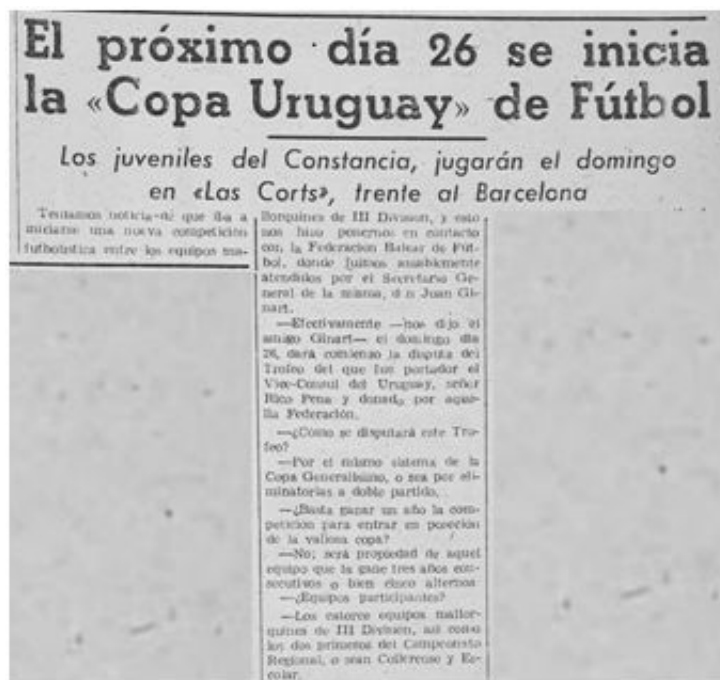 El próximo día 26 se inicia
la «Copa Uruguay» de Fútbol
Los juveniles del Constancia, jugarán el domingo
en «Las Corts», frente al Barcelona
Teníamos noticia de que iba a
iniciarse una nueva competición
futbolística entre los equipos ma-
llorquines de III División, y esto
nos hizo ponernos en contacto
con la Federación Balear de Fút-
bol, donde fuimos amablemente
atendidos por el Secretario Ge-
neral de la misma, don Juan Gi-
nart.
—Efectivamente —nos dijo el
amigo Ginart— el domingo día
26, dará comienzo la disputa del
Trofeo del que fue portador el
Vice-Consul del Uruguay, señor
Rico Pena y donado por aque-
lla Federación.
—¿Cómo se disputará este Tro-
feo?
—Por el mismo sistema de la
Copa Generalísimo, o sea por eli-
minatorias a doble partido.
—¿Basta ganar un año la com-
petición para entrar en posesión
de la valiosa copa?
—No; será propiedad de aquel
equipo que la gane tres años con-
secutivos o bien cinco alternos
—¿Equipos participantes?
—Los catorce equipos mallor-
quines de III División, así como
los dos primeros del Campeonato
Regional, o sean Collerense y Es-
colar.